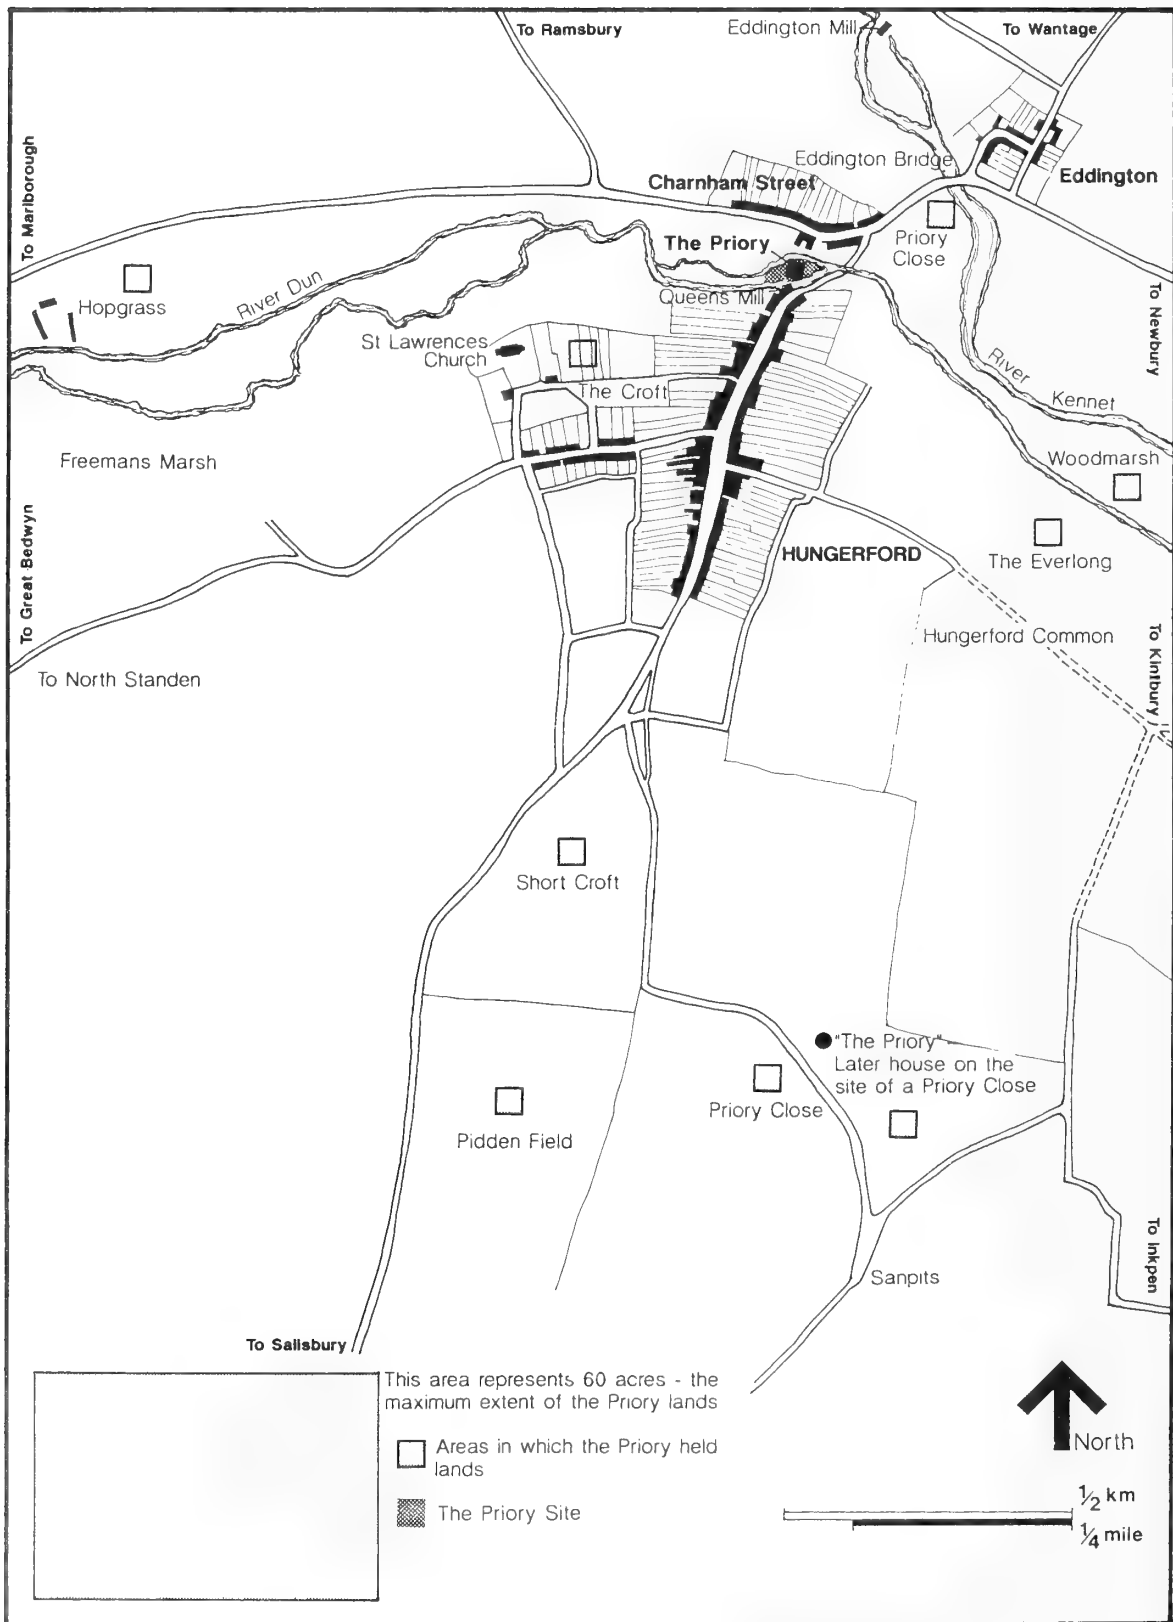 To Ramsbury
Eddington Mill
To Wantage
To Marlborough
Eddington Bridge
Charnham Street
Eddington
The Priory
Priory
Close
Hopgrass
River Dun
Queens Mill
To Newbury
St Lawrences
Church
The Croft
River
Kennet
Freemans Marsh
Woodmarsh
To Great Bedwyn
HUNGERFORD
The Everlong
Hungerford Common
To Kintbury
To North Standen
Short Croft
"The Priory"
Later house on the
site of a Priory Close
Priory Close
Pidden Field
To Inkpen
Sanpits
To Salisbury
This area represents 60 acres - the
maximum extent of the Priory lands
Areas in which the Priory held
lands
The Priory Site
North
1/2 km
1/4 mile